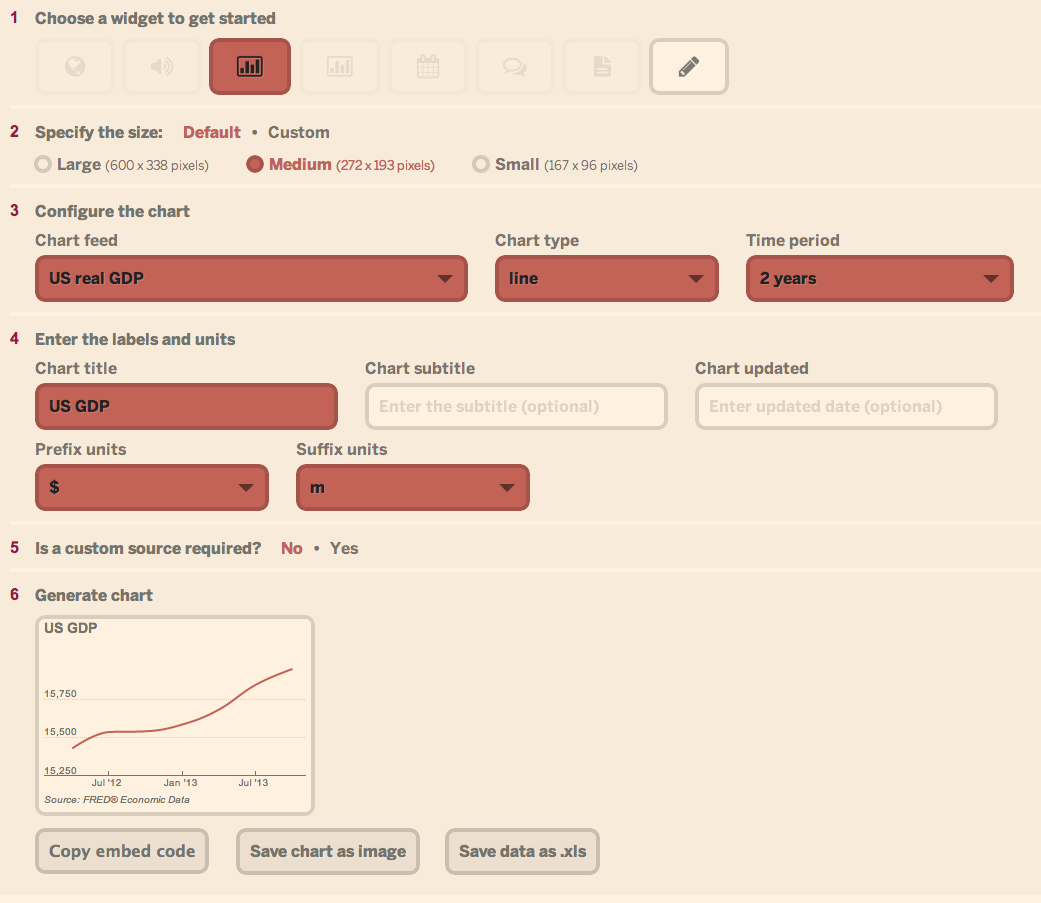 1 Choose a widget to get started
2 Specify the size: Default • Custom
Large (600 x 338 pixels) Medium (272 x 193 pixels) Small (167 x 96 pixels)
3 Configure the chart
Chart feed Chart type Time period
US real GDP line 2 years
4 Enter the labels and units
Chart title Chart subtitle Chart updated
US GDP Enter the subtitle (optional) Enter updated date (optional)
Prefix units Suffix units
$ m
5 Is a custom source required? No • Yes
6 Generate chart
US GDP
15,750
15,500
15,250
Jul '12 Jan '13 Jul '13
Source: FRED® Economic Data
Copy embed code Save chart as image Save data as .xls